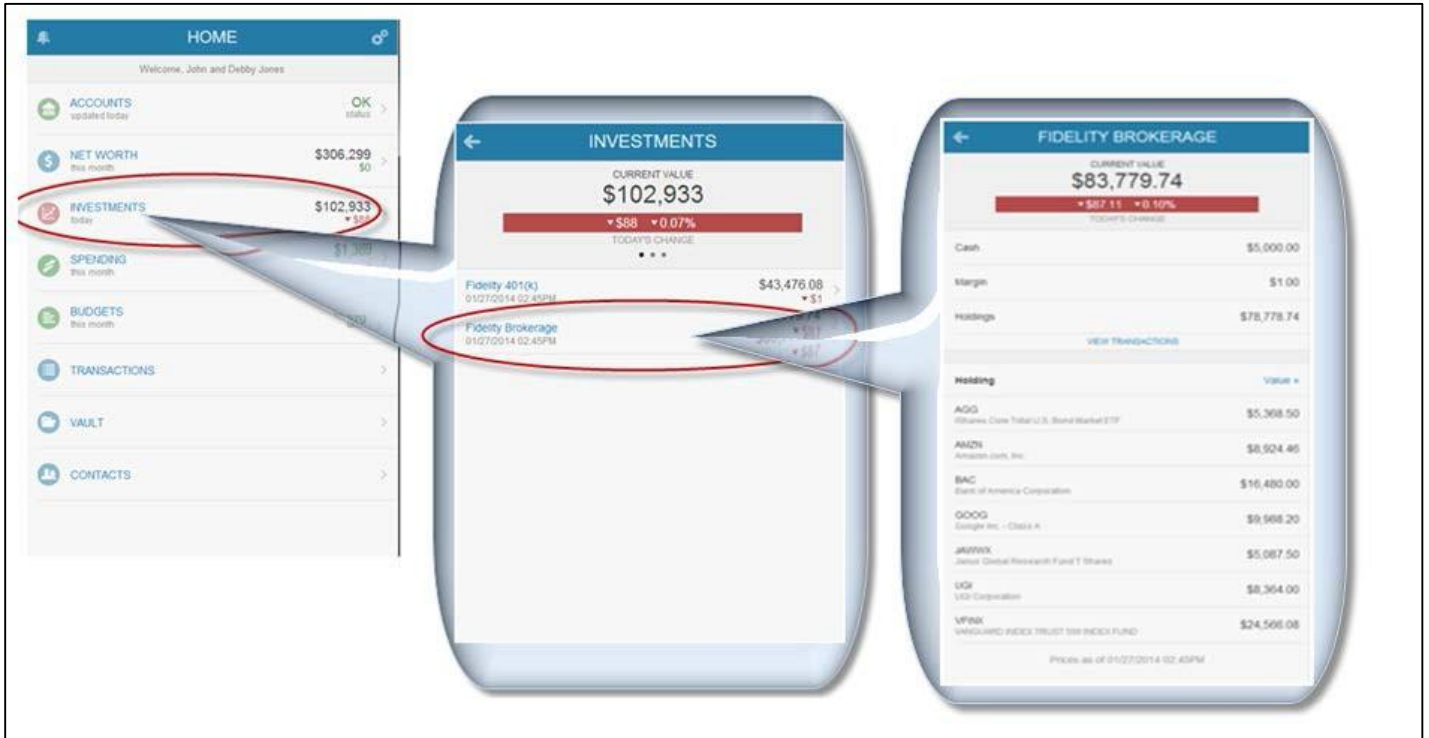 HOME
Welcome, John and Debby Jones
ACCOUNTS OK
updated today status
NET WORTH $306,299
this month $0
INVESTMENTS $102,933
today ▼ $88
SPENDING $1,389
this month
BUDGETS
this month
TRANSACTIONS
VAULT
CONTACTS
INVESTMENTS
CURRENT VALUE
$102,933
▼ $88 ▼ 0.07%
TODAY'S CHANGE
Fidelity 401(k) $43,476.08
01/27/2014 02:45PM ▼ $1
Fidelity Brokerage
01/27/2014 02:45PM ▼ $87
FIDELITY BROKERAGE
CURRENT VALUE
$83,779.74
▼ $87.11 ▼ 0.10%
TODAY'S CHANGE
Cash $5,000.00
Margin $1.00
Holdings $78,778.74
VIEW TRANSACTIONS
Holding Value
AGG $5,368.50
iShares Core Total U.S. Bond Market ETF
AMZN $8,924.46
Amazon.com, Inc.
BAC $16,480.00
Bank of America Corporation
GOOG $9,968.20
Google Inc. - Class A
JAWWX $5,087.50
Janus Global Research Fund T Shares
UGI $8,364.00
UGI Corporation
VFINX $24,566.08
VANGUARD INDEX TRUST 500 INDEX FUND
Prices as of 01/27/2014 02:45PM